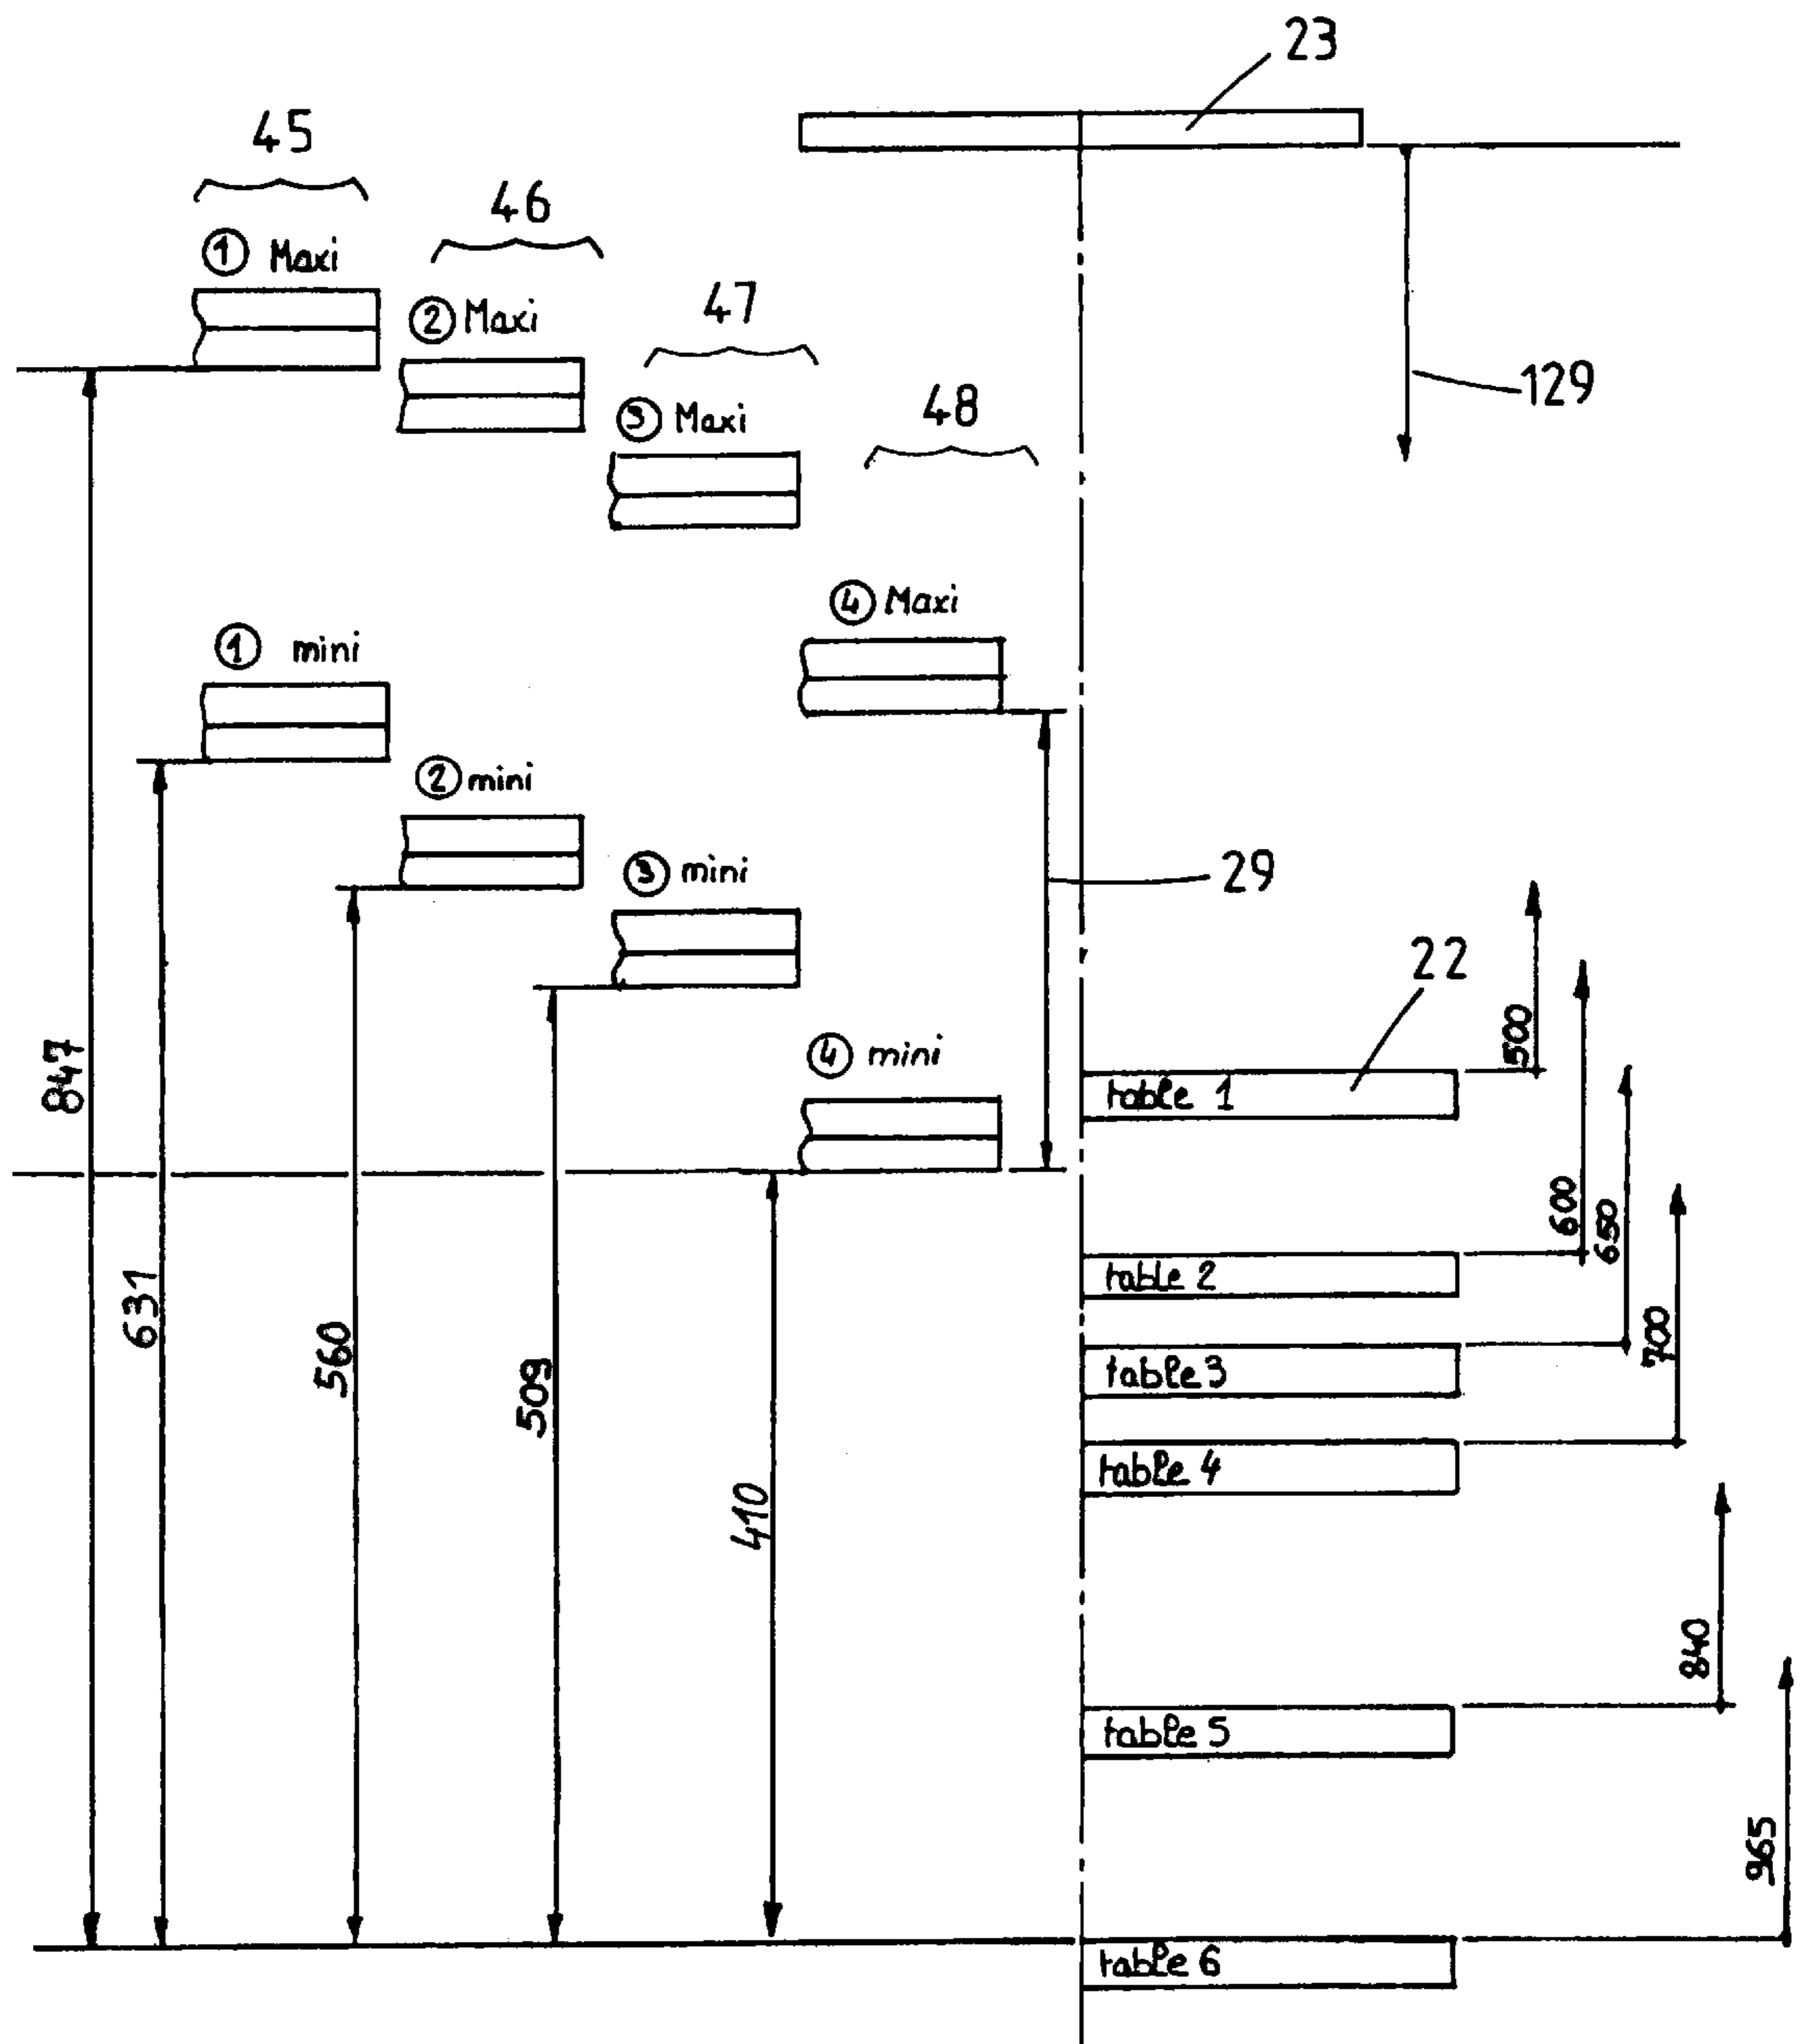 23
45
46
① Maxi
47
② Maxi
129
③ Maxi
48
④ Maxi
① mini
② mini
③ mini
29
22
500
847
④ mini
table 1
600
650
631
table 2
560
700
509
table 3
table 4
410
840
table 5
965
table 6